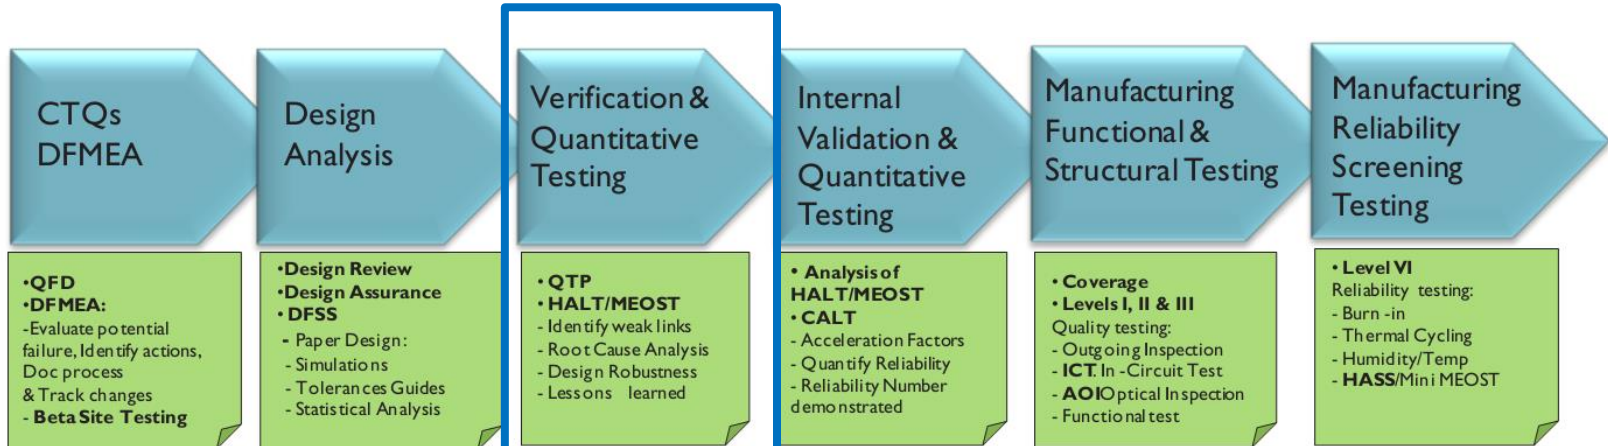 CTQs
DFMEA
•QFD
•DFMEA:
-Evaluate potential
failure, Identify actions,
Doc process
& Track changes
- Beta Site Testing
Design
Analysis
•Design Review
•Design Assurance
• DFSS
- Paper Design:
- Simulations
- Tolerances Guides
- Statistical Analysis
Verification &
Quantitative
Testing
• QTP
• HALT/MEOST
- Identify weak links
- Root Cause Analysis
- Design Robustness
- Lessons learned
Internal
Validation &
Quantitative
Testing
• Analysis of
HALT/MEOST
• CALT
- Acceleration Factors
- Quantify Reliability
- Reliability Number
demonstrated
Manufacturing
Functional &
Structural Testing
• Coverage
• Levels I, II & III
Quality testing:
- Outgoing Inspection
- ICT. In -Circuit Test
- AOIOptical Inspection
- Functional test
Manufacturing
Reliability
Screening
Testing
• Level VI
Reliability testing:
- Burn -in
- Thermal Cycling
- Humidity/Temp
- HASS/Mini MEOST